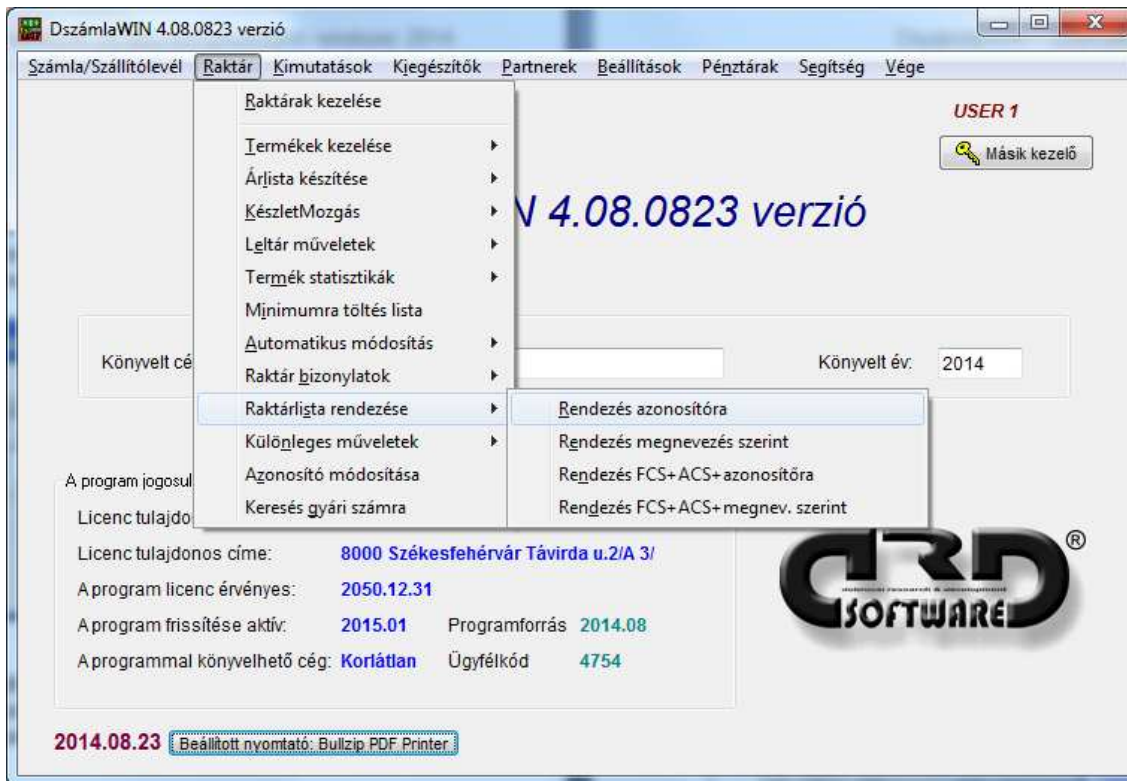 DszámlaWIN 4.08.0823 verzió
Számla/Szállítólevél Raktár Kimutatások Kiegészítők Partnerek Beállítások Pénztárak Segítség Vége
Raktárak kezelése
USER 1
Termékek kezelése
Másik kezelő
Árlista készítése
KészletMozgás
N 4.08.0823 verzió
Leltár műveletek
Termék statisztikák
Minimumra töltés lista
Automatikus módosítás
Könyvelt cé
Könyvelt év: 2014
Raktár bizonylatok
Raktárlista rendezése
Rendezés azonosítóra
Különleges műveletek
Rendezés megnevezés szerint
Azonosító módosítása
Rendezés FCS+ACS+azonosítőra
A program jogosul
Keresés gyári számra
Rendezés FCS+ACS+megnev. szerint
Licenc tulajdo
Licenc tulajdonos címe: 8000 Székesfehérvár Távirda u.2/A 3/
A program licenc érvényes: 2050.12.31
A program frissítése aktív: 2015.01 Programforrás 2014.08
A programmal könyvelhető cég: Korlátlan Ügyfélkód 4754
DRD ®
SOFTWARE
2014.08.23 Beállított nyomtató: Bullzip PDF Printer